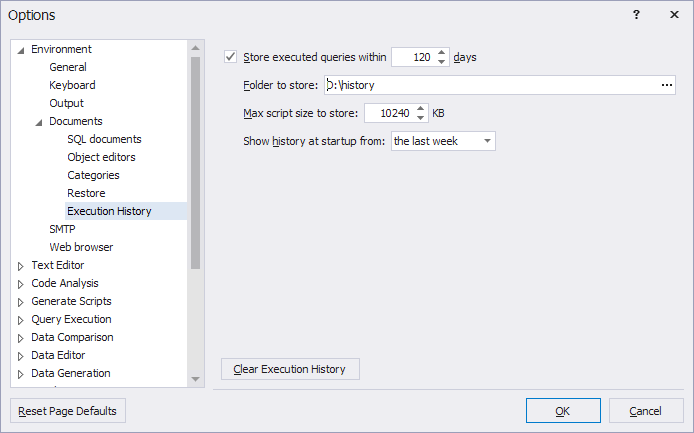 Options
Environment
General
Keyboard
Output
Documents
SQL documents
Object editors
Categories
Restore
Execution History
SMTP
Web browser
Text Editor
Code Analysis
Generate Scripts
Query Execution
Data Comparison
Data Editor
Data Generation
Store executed queries within 120 days
Folder to store: D:\history ...
Max script size to store: 10240 KB
Show history at startup from: the last week
Clear Execution History
Reset Page Defaults
OK
Cancel